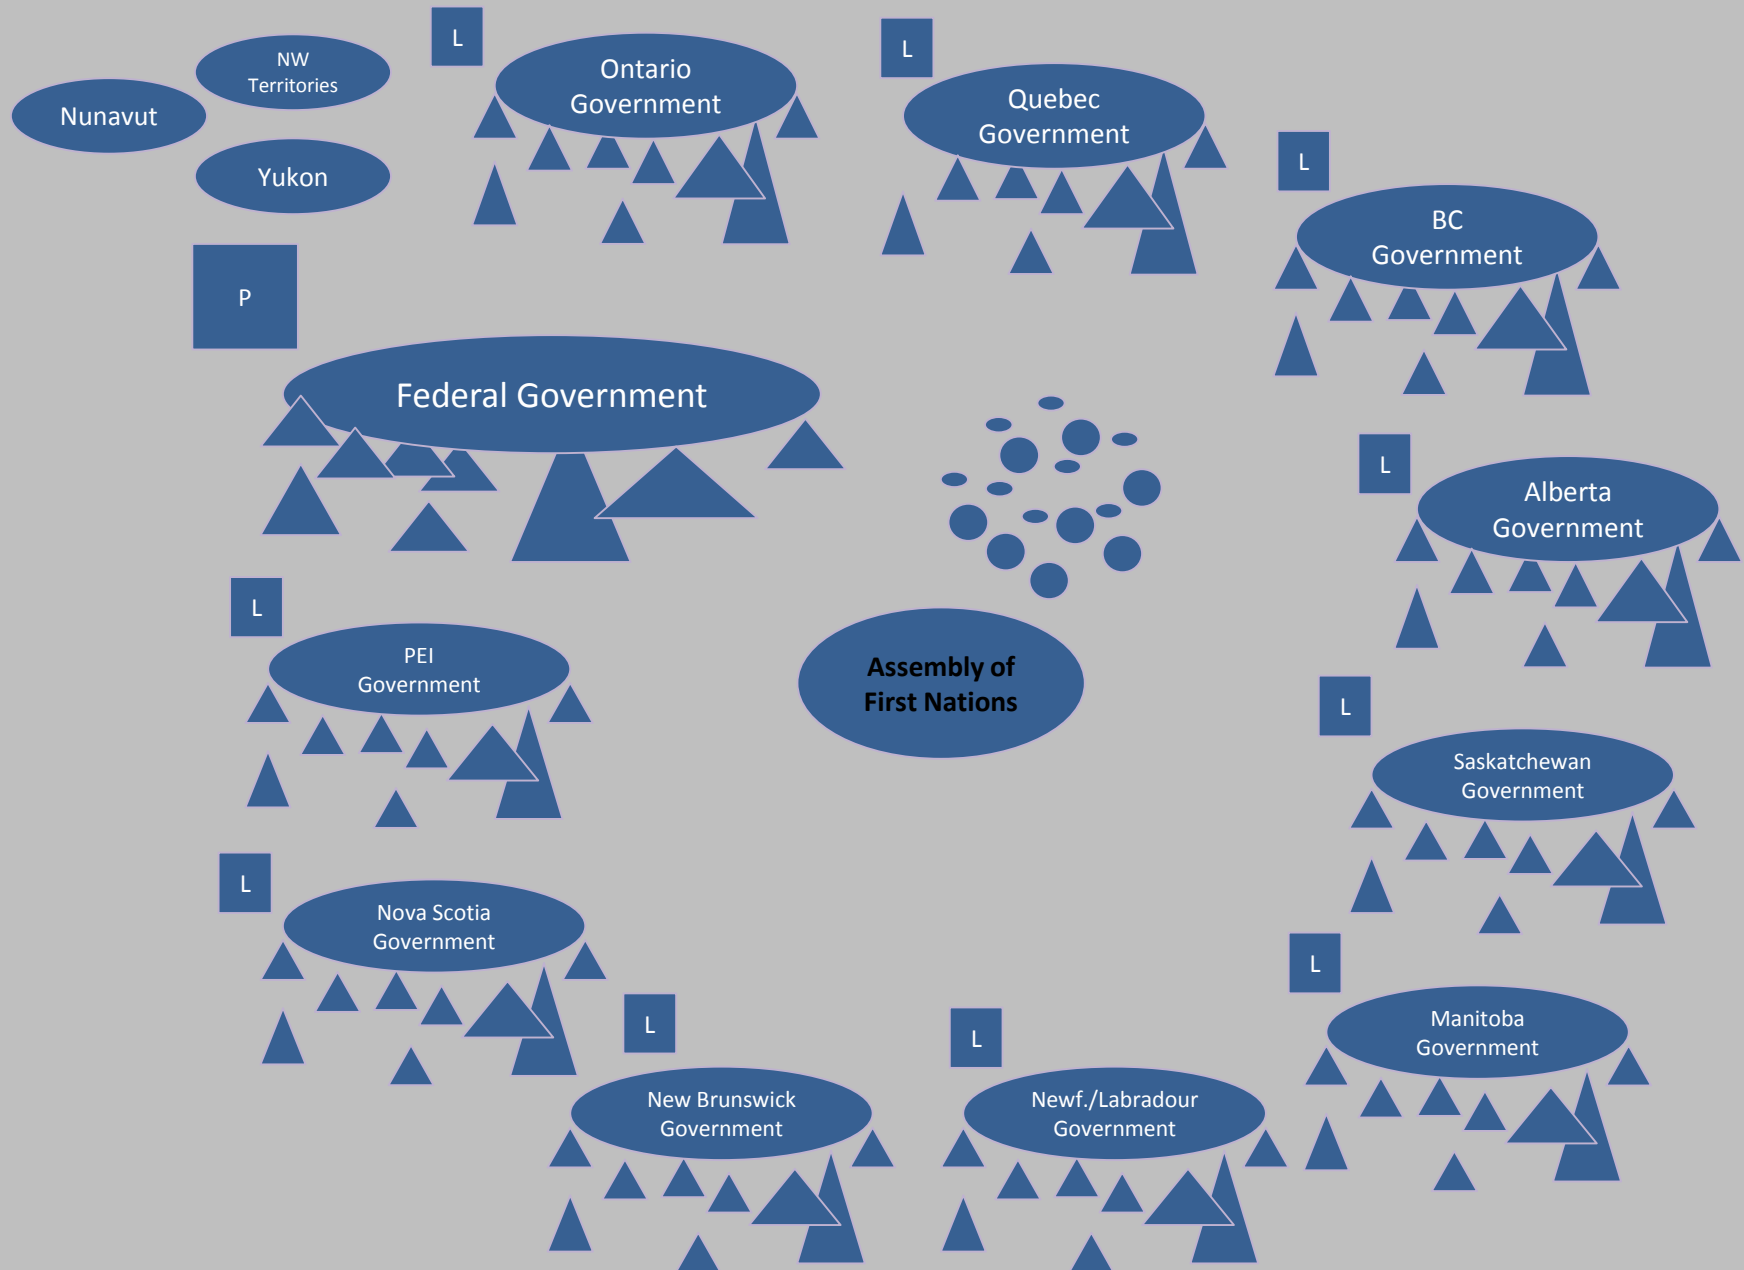 L
NW
Territories
Nunavut
Yukon
Ontario
Government
L
Quebec
Government
L
BC
Government
P
Federal Government
L
Alberta
Government
L
PEI
Government
Assembly of
First Nations
L
Saskatchewan
Government
L
Nova Scotia
Government
L
Manitoba
Government
L
New Brunswick
Government
L
Newf./Labradour
Government